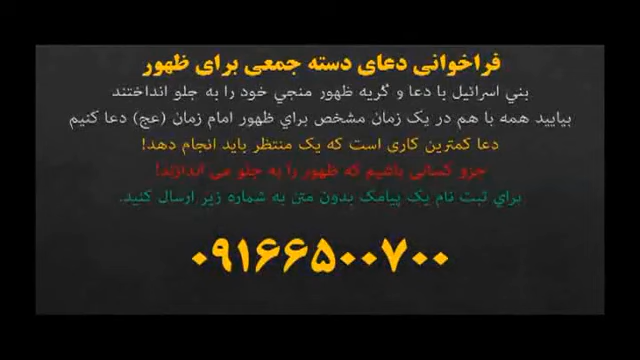 فراخوانی دعای دسته جمعی برای ظهور
بني اسرائيل با دعا و گريه ظهور منجي خود را به جلو انداختند
بياييد همه با هم در يک زمان مشخص براي ظهور امام زمان (عج) دعا کنيم
دعا کمترین کاری است که یک منتظر باید انجام دهد!
جزو کسانی باشیم که ظهور را به جلو می اندازند!
براي ثبت نام يک پيامک بدون متن به شماره زير ارسال کنيد.
۰۹۱۶۶۵۰۰۷۰۰